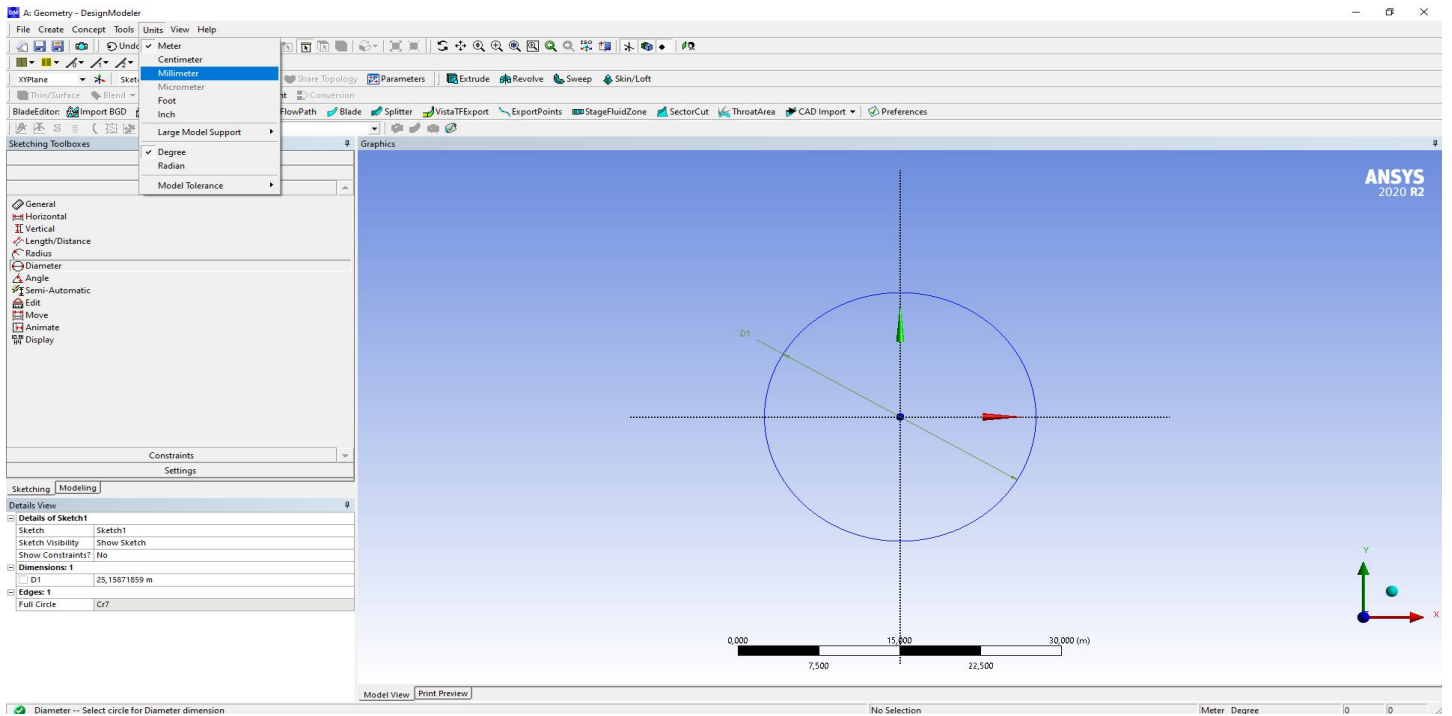 DM A: Geometry - DesignModeler
File Create Concept Tools Units View Help
Undo
XYPlane
Share Topology Parameters Extrude Revolve Sweep Skin/Loft
Thin/Surface Blend Conversion
BladeEditor: Import BGD FlowPath Blade Splitter VistaTFExport ExportPoints StageFluidZone SectorCut ThroatArea CAD Import Preferences
Meter
Centimeter
Millimeter
Micrometer
Foot
Inch
Large Model Support
Degree
Radian
Model Tolerance
Sketching Toolboxes
General
Horizontal
Vertical
Length/Distance
Radius
Diameter
Angle
Semi-Automatic
Edit
Move
Animate
Display
Constraints
Settings
Sketching Modeling
Details View
Details of Sketch1
Sketch Sketch1
Sketch Visibility Show Sketch
Show Constraints? No
Dimensions: 1
D1 25,15871859 m
Edges: 1
Full Circle Cr7
Graphics
ANSYS
2020 R2
D1
Y
X
0,000 15,000 30,000 (m)
7,500 22,500
Model View Print Preview
Diameter -- Select circle for Diameter dimension No Selection Meter Degree 0 0